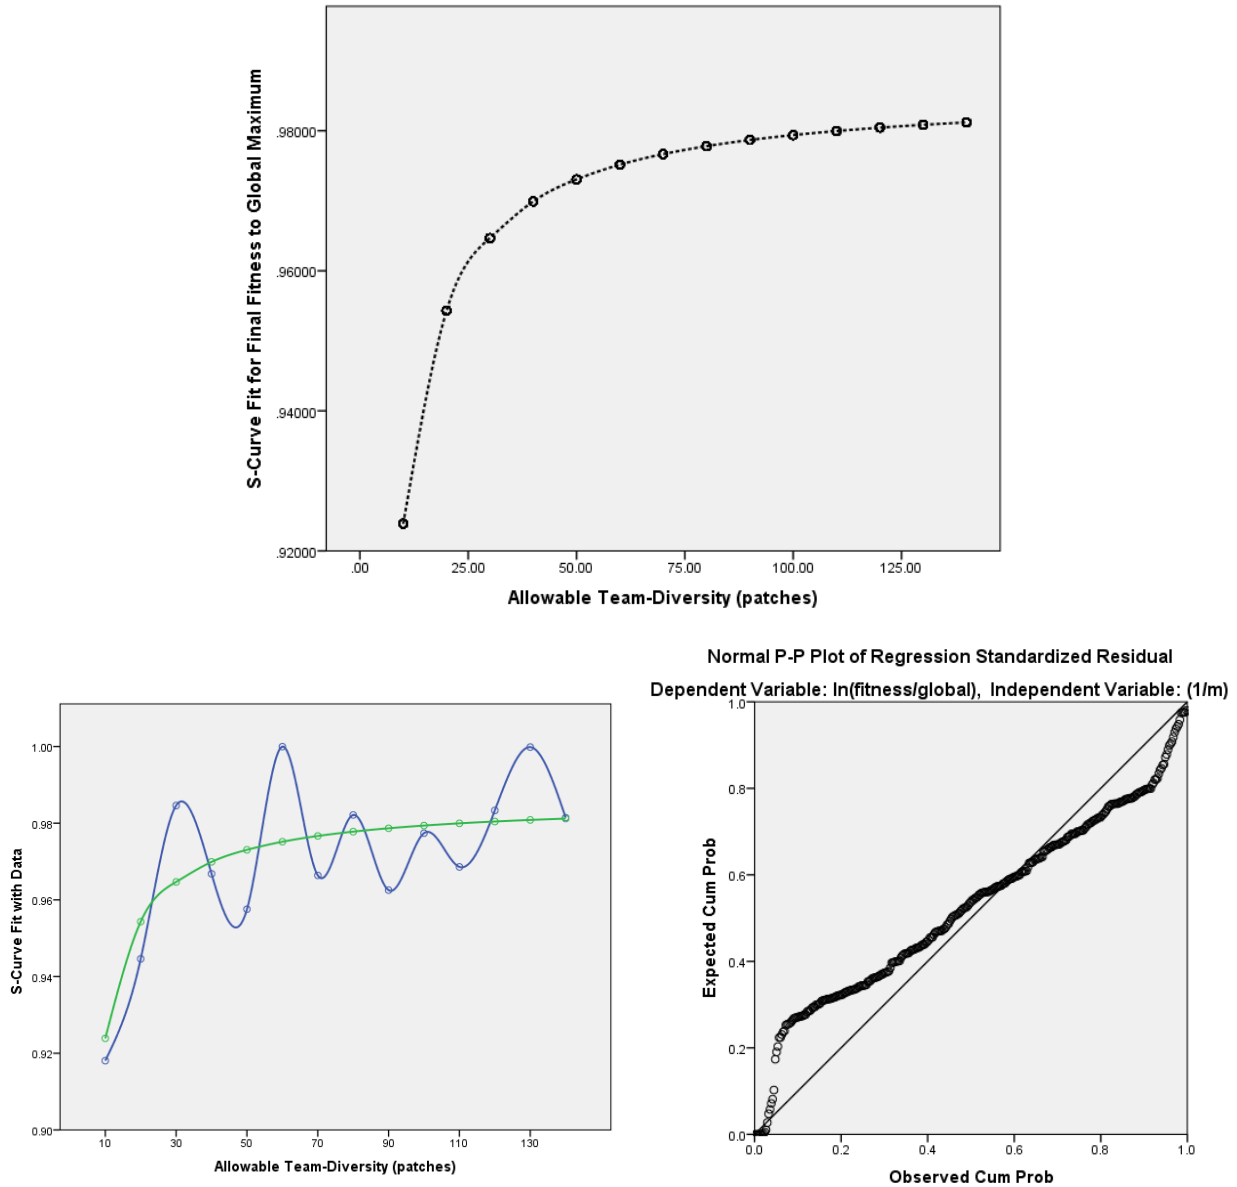 S-Curve Fit for Final Fitness to Global Maximum
.98000
.96000
.94000
.92000
.00 25.00 50.00 75.00 100.00 125.00
Allowable Team-Diversity (patches)
S-Curve Fit with Data
1.00
0.98
0.96
0.94
0.92
0.90
10 30 50 70 90 110 130
Allowable Team-Diversity (patches)
Normal P-P Plot of Regression Standardized Residual
Dependent Variable: ln(fitness/global), Independent Variable: (1/m)
Expected Cum Prob
1.0
0.8
0.6
0.4
0.2
0.0
0.0 0.2 0.4 0.6 0.8 1.0
Observed Cum Prob